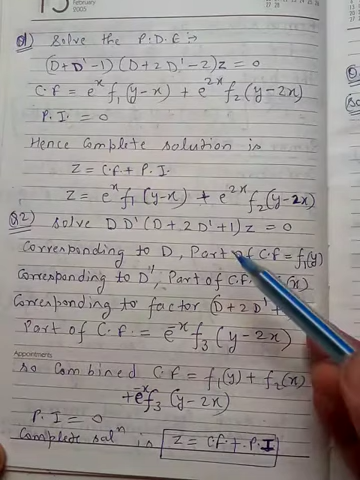 February
2003
Q1) Solve the P.D.E :-
(D+D'-1) (D+2D'-2)z = 0
C.F = e^x f₁(y-x) + e^2x f₂(y-2x)
P.I. = 0
Hence complete solution is
Z = C.F + P.I.
Z = e^x f₁(y-x) + e^2x f₂(y-2x)
Q2) Solve DD'(D+2D'+1)z = 0
Corresponding to D, Part of C.F = f₁(y)
Corresponding to D', Part of C.F. (x)
Corresponding to factor (D+2D'+
Part of C.F. = e^-x f₃(y-2x)
Appointments
so Combined C.F = f₁(y) + f₂(x)
+e^-x f₃(y-2x)
P.I = 0
Complete solⁿ is Z = C.F. + P.I